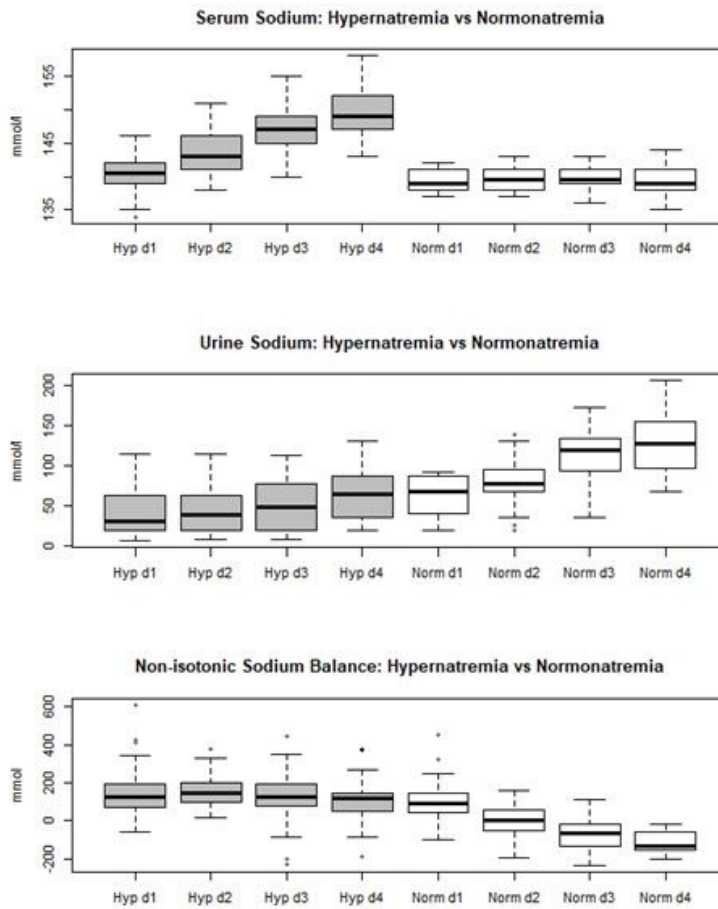 Serum Sodium: Hypernatremia vs Normonatremia
mmol/l
155
145
135
Hyp d1 Hyp d2 Hyp d3 Hyp d4 Norm d1 Norm d2 Norm d3 Norm d4
Urine Sodium: Hypernatremia vs Normonatremia
mmol/l
200
150
100
50
0
Hyp d1 Hyp d2 Hyp d3 Hyp d4 Norm d1 Norm d2 Norm d3 Norm d4
Non-isotonic Sodium Balance: Hypernatremia vs Normonatremia
mmol
600
400
200
0
-200
Hyp d1 Hyp d2 Hyp d3 Hyp d4 Norm d1 Norm d2 Norm d3 Norm d4